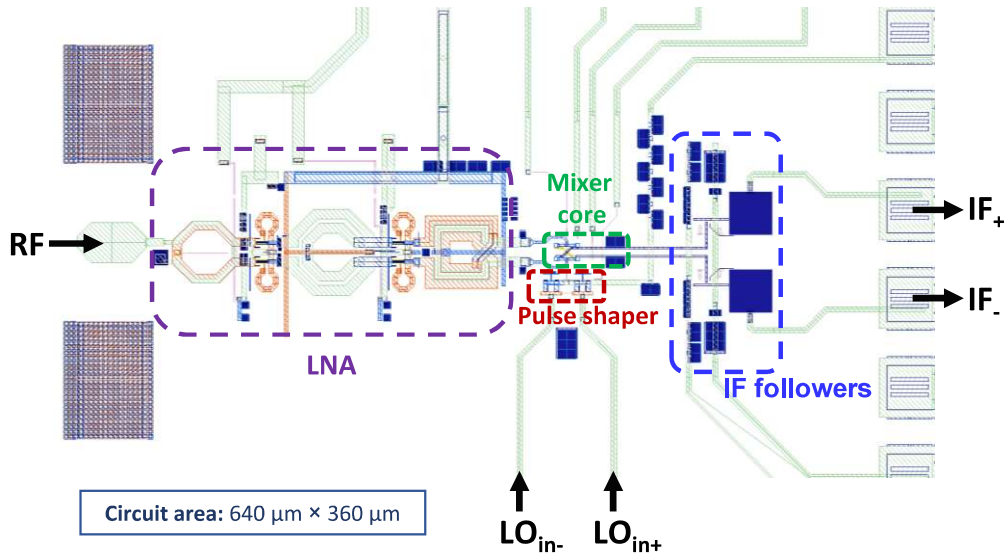 Mixer
core
RF
IF+
IF-
Pulse shaper
LNA
IF followers
Circuit area: 640 µm × 360 µm
LOin-
LOin+